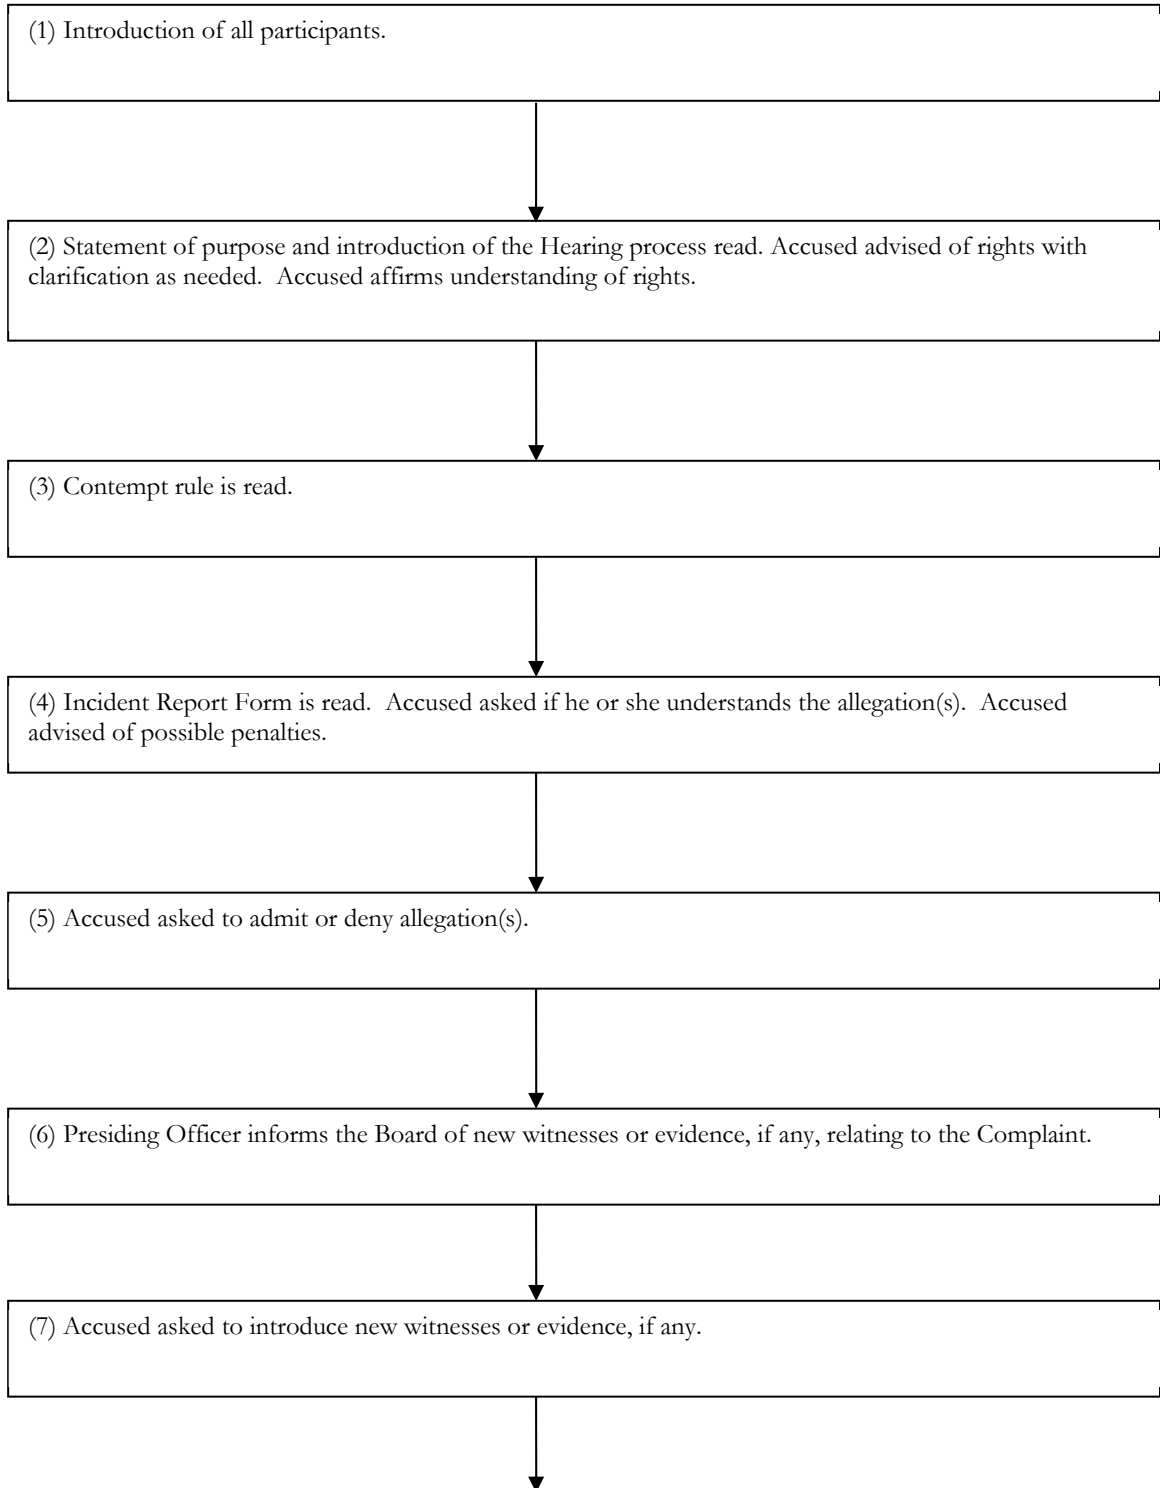 (1) Introduction of all participants.
(2) Statement of purpose and introduction of the Hearing process read. Accused advised of rights with
clarification as needed.  Accused affirms understanding of rights.
(3) Contempt rule is read.
(4) Incident Report Form is read.  Accused asked if he or she understands the allegation(s).  Accused
advised of possible penalties.
(5) Accused asked to admit or deny allegation(s).
(6) Presiding Officer informs the Board of new witnesses or evidence, if any, relating to the Complaint.
(7) Accused asked to introduce new witnesses or evidence, if any.